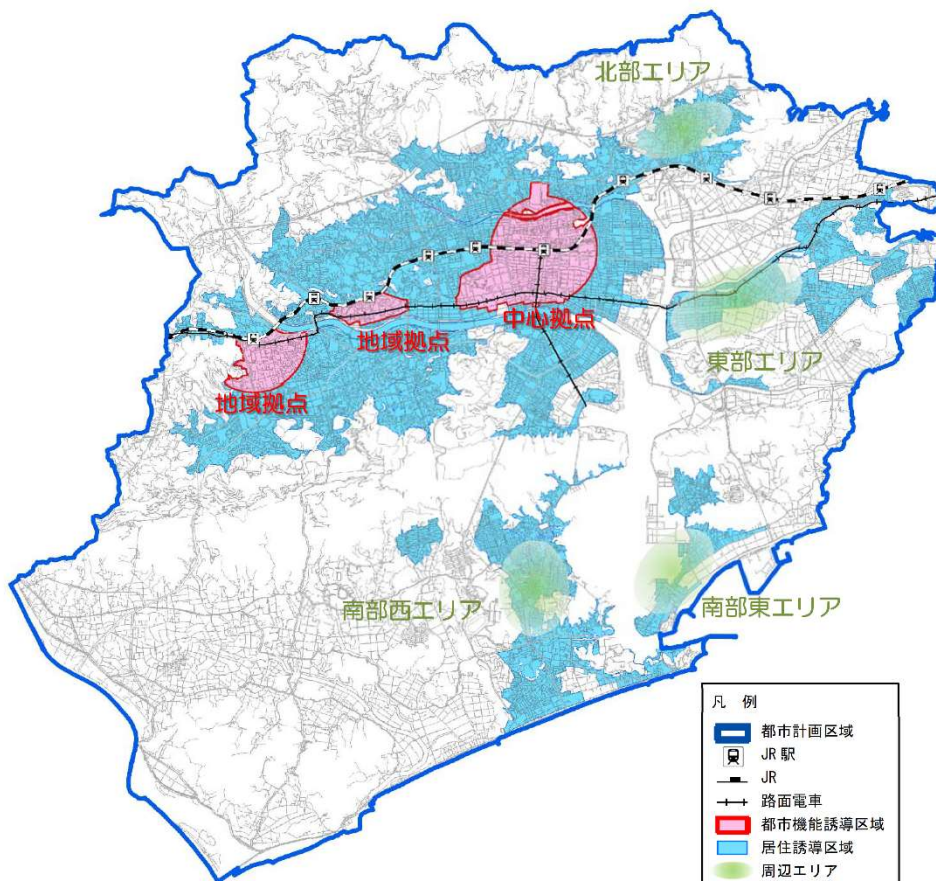 北部エリア
中心拠点
地域拠点
地域拠点
東部エリア
南部西エリア
南部東エリア
凡 例
都市計画区域
JR駅
JR
路面電車
都市機能誘導区域
居住誘導区域
周辺エリア